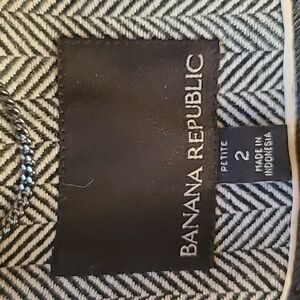 BANANA REPUBLIC
PETITE
2
MADE IN
INDONESIA